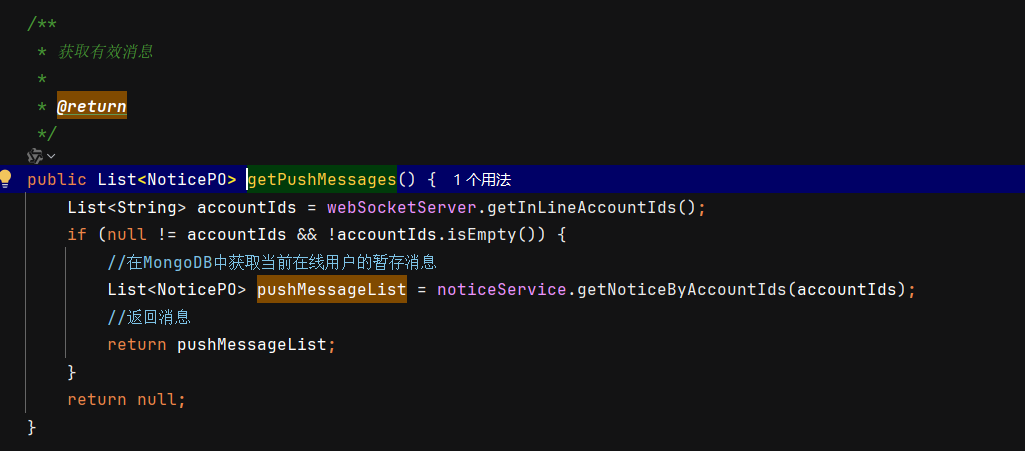 /**
 * 获取有效消息
 *
 * @return
 */
public List<NoticePO> getPushMessages() { 1 个用法
    List<String> accountIds = webSocketServer.getInLineAccountIds();
    if (null != accountIds && !accountIds.isEmpty()) {
        //在MongoDB中获取当前在线用户的暂存消息
        List<NoticePO> pushMessageList = noticeService.getNoticeByAccountIds(accountIds);
        //返回消息
        return pushMessageList;
    }
    return null;
}